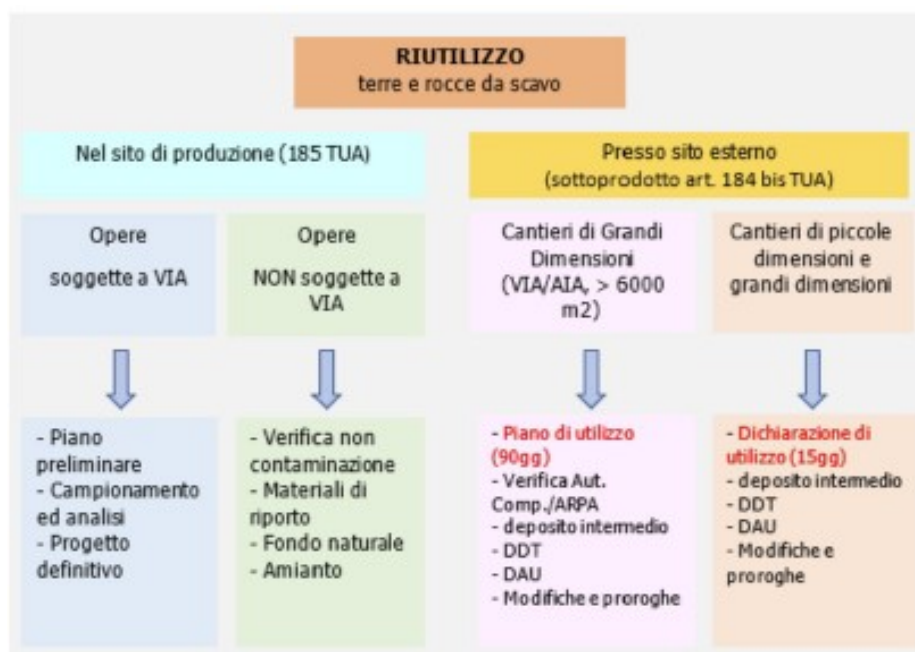 RIUTILIZZO
terre e rocce da scavo
Nel sito di produzione (185 TUA)
Presso sito esterno
(sottoprodotto art. 184 bis TUA)
Opere
soggette a VIA
Opere
NON soggette a
VIA
Cantieri di Grandi
Dimensioni
(VIA/AIA, > 6000
m2)
Cantieri di piccole
dimensioni e
grandi dimensioni
- Piano
preliminare
- Campionamento
ed analisi
- Progetto
definitivo
- Verifica non
contaminazione
- Materiali di
riporto
- Fondo naturale
- Amianto
- Piano di utilizzo
(90gg)
- Verifica Aut.
Comp./ARPA
- deposito intermedio
- DDT
- DAU
- Modifiche e proroghe
- Dichiarazione di
utilizzo (15gg)
- deposito intermedio
- DDT
- DAU
- Modifiche e
proroghe